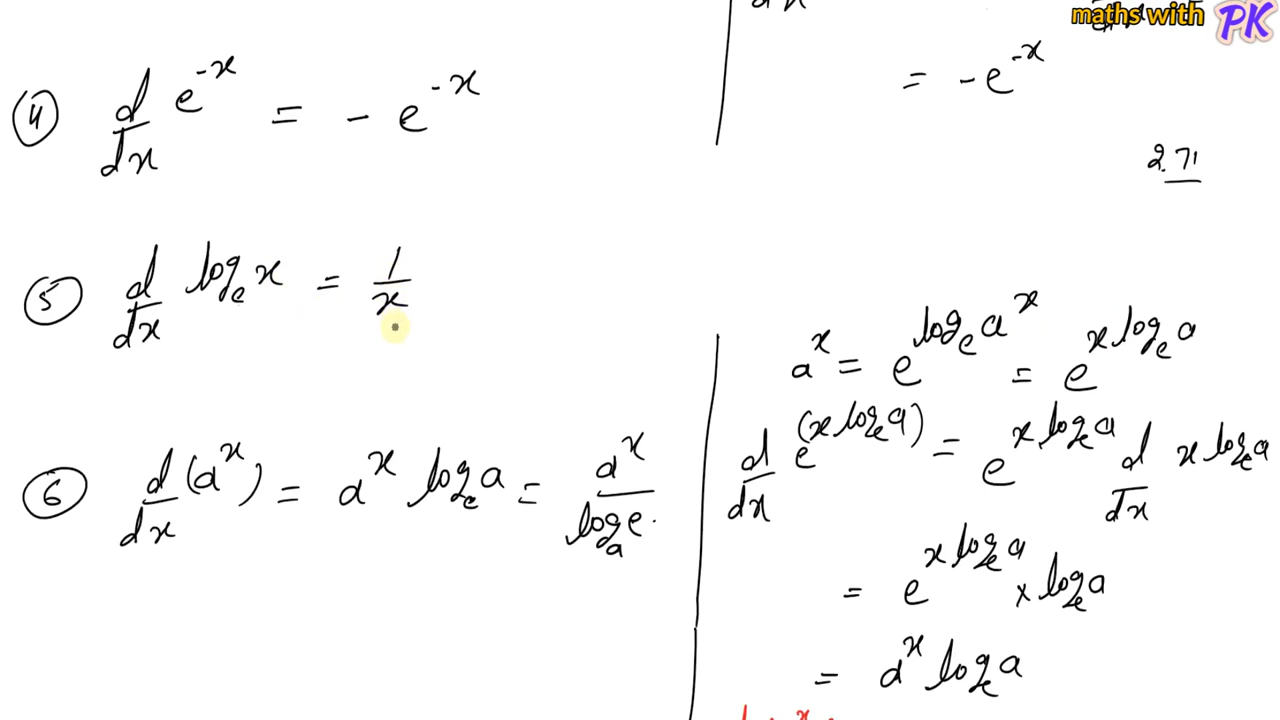 maths with PK
④ d/dx e^{-x} = - e^{-x}
⑤ d/dx log_e x = 1/x
⑥ d/dx (a^x) = a^x log_e a = a^x / log_a e.
= -e^{-x}
2.71
a^x = e^{log_e a^x} = e^{x log_e a}
d/dx e^{(x log_e a)} = e^{x log_e a} d/dx x log_e a
= e^{x log_e a} × log_e a
= a^x log_e a